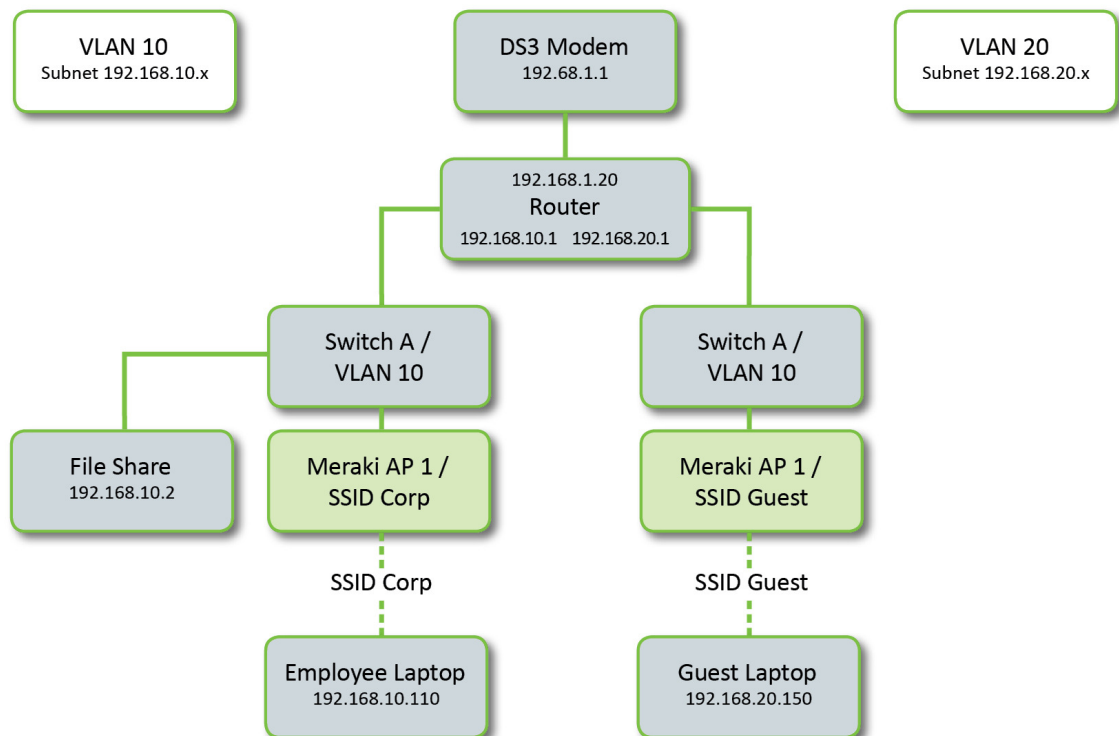 VLAN 10
Subnet 192.168.10.x
DS3 Modem
192.68.1.1
VLAN 20
Subnet 192.168.20.x
192.168.1.20
Router
192.168.10.1 192.168.20.1
Switch A /
VLAN 10
Switch A /
VLAN 10
File Share
192.168.10.2
Meraki AP 1 /
SSID Corp
Meraki AP 1 /
SSID Guest
SSID Corp
SSID Guest
Employee Laptop
192.168.10.110
Guest Laptop
192.168.20.150